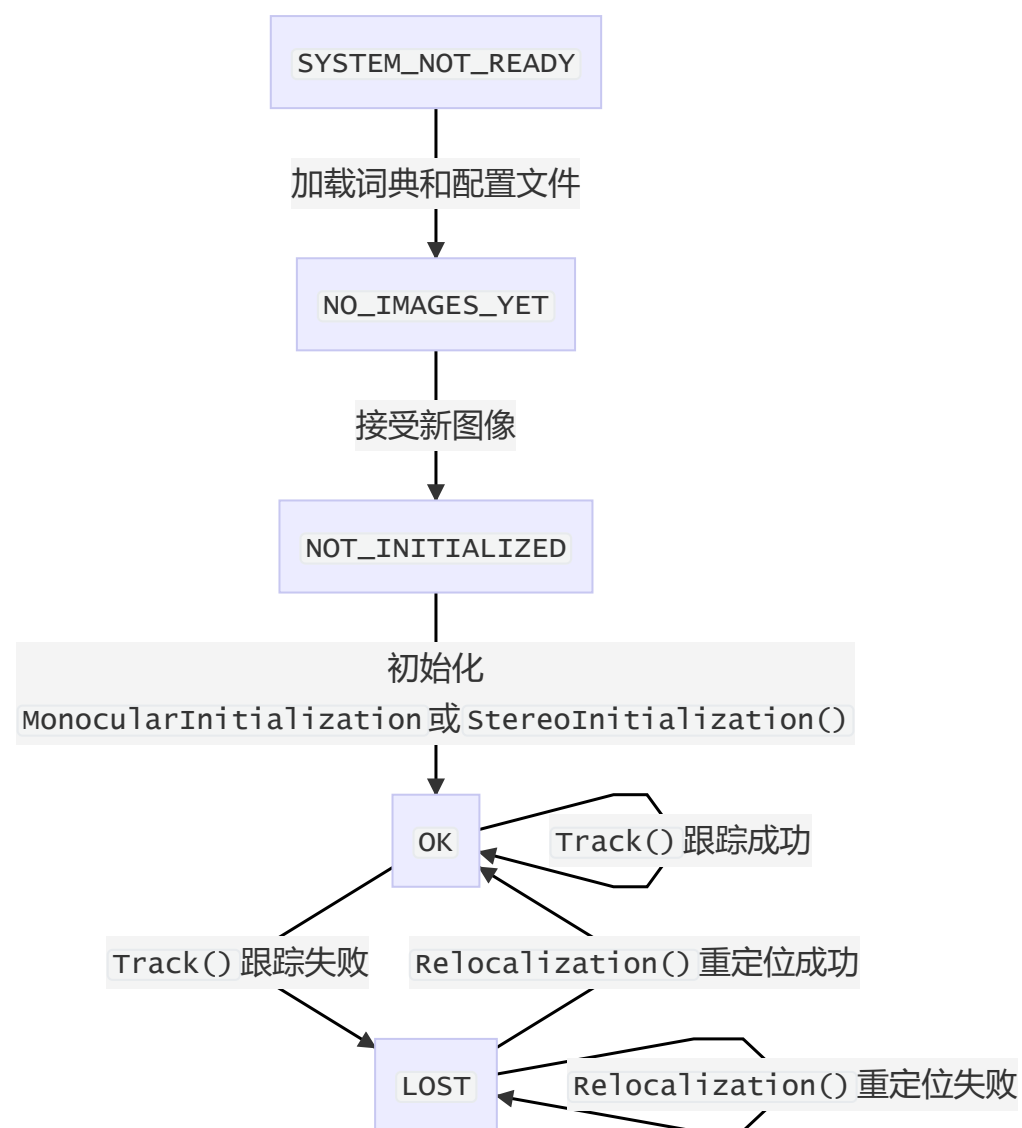 SYSTEM_NOT_READY
加载词典和配置文件
NO_IMAGES_YET
接受新图像
NOT_INITIALIZED
初始化
MonocularInitialization或StereoInitialization()
OK
Track()跟踪成功
Track()跟踪失败
Relocalization()重定位成功
LOST
Relocalization()重定位失败